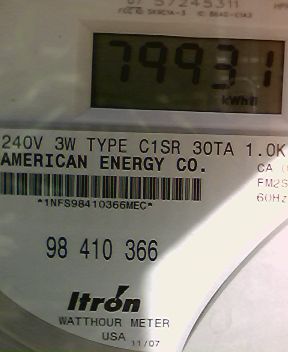 57245311
79931
kWh
240V 3W TYPE C1SR 30TA 1.0K
AMERICAN ENERGY CO.
CA
FM2S
60Hz
*1NFS98410366MEC*
98 410 366
Itron
WATTHOUR METER
USA 11/07